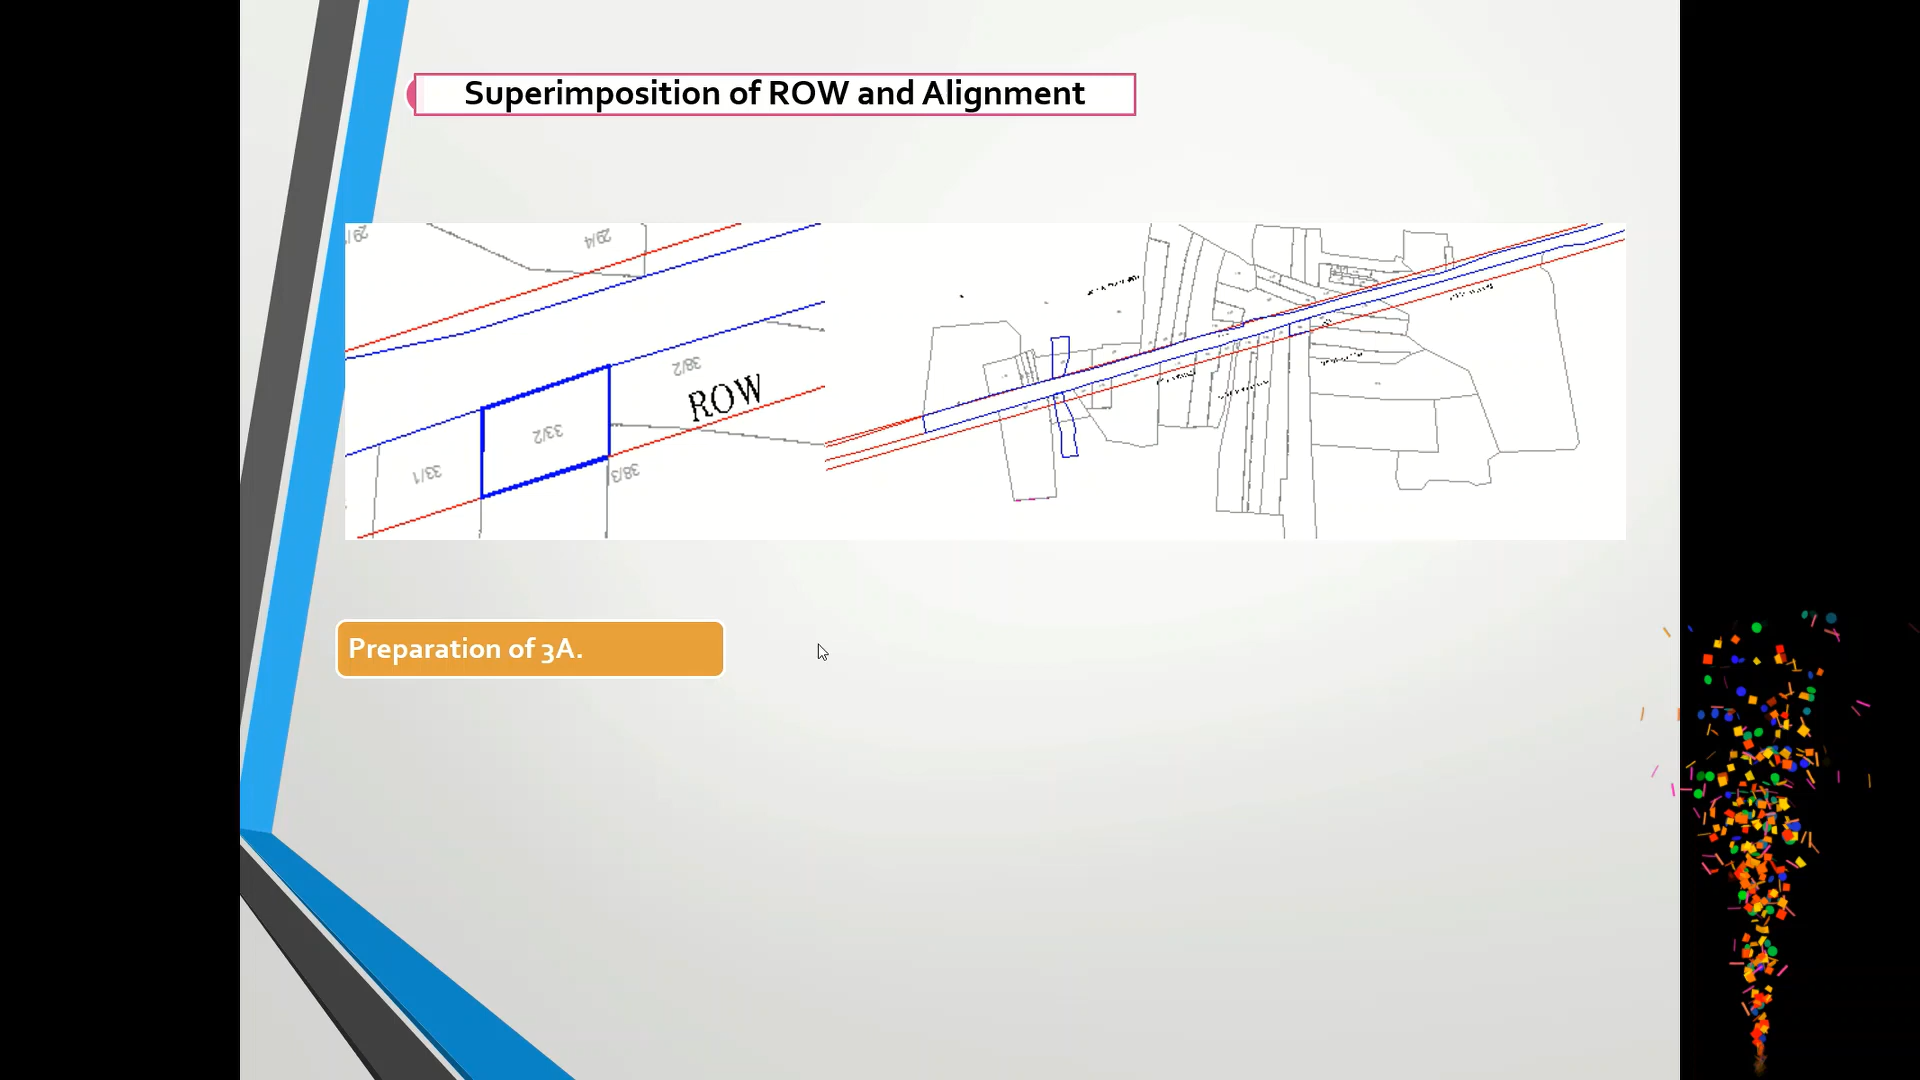 Superimposition of ROW and Alignment
29/4
38/2
ROW
33/2
33/1
38/3
Preparation of 3A.